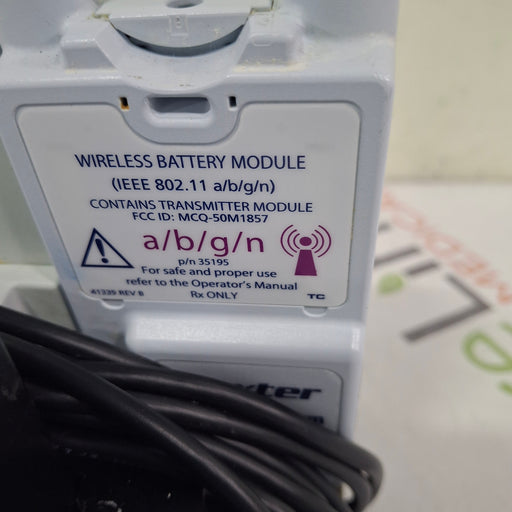 WIRELESS BATTERY MODULE
(IEEE 802.11 a/b/g/n)
CONTAINS TRANSMITTER MODULE
FCC ID: MCQ-50M1857
a/b/g/n
p/n 35195
For safe and proper use
refer to the Operator's Manual
41339 REV B
Rx ONLY
TC